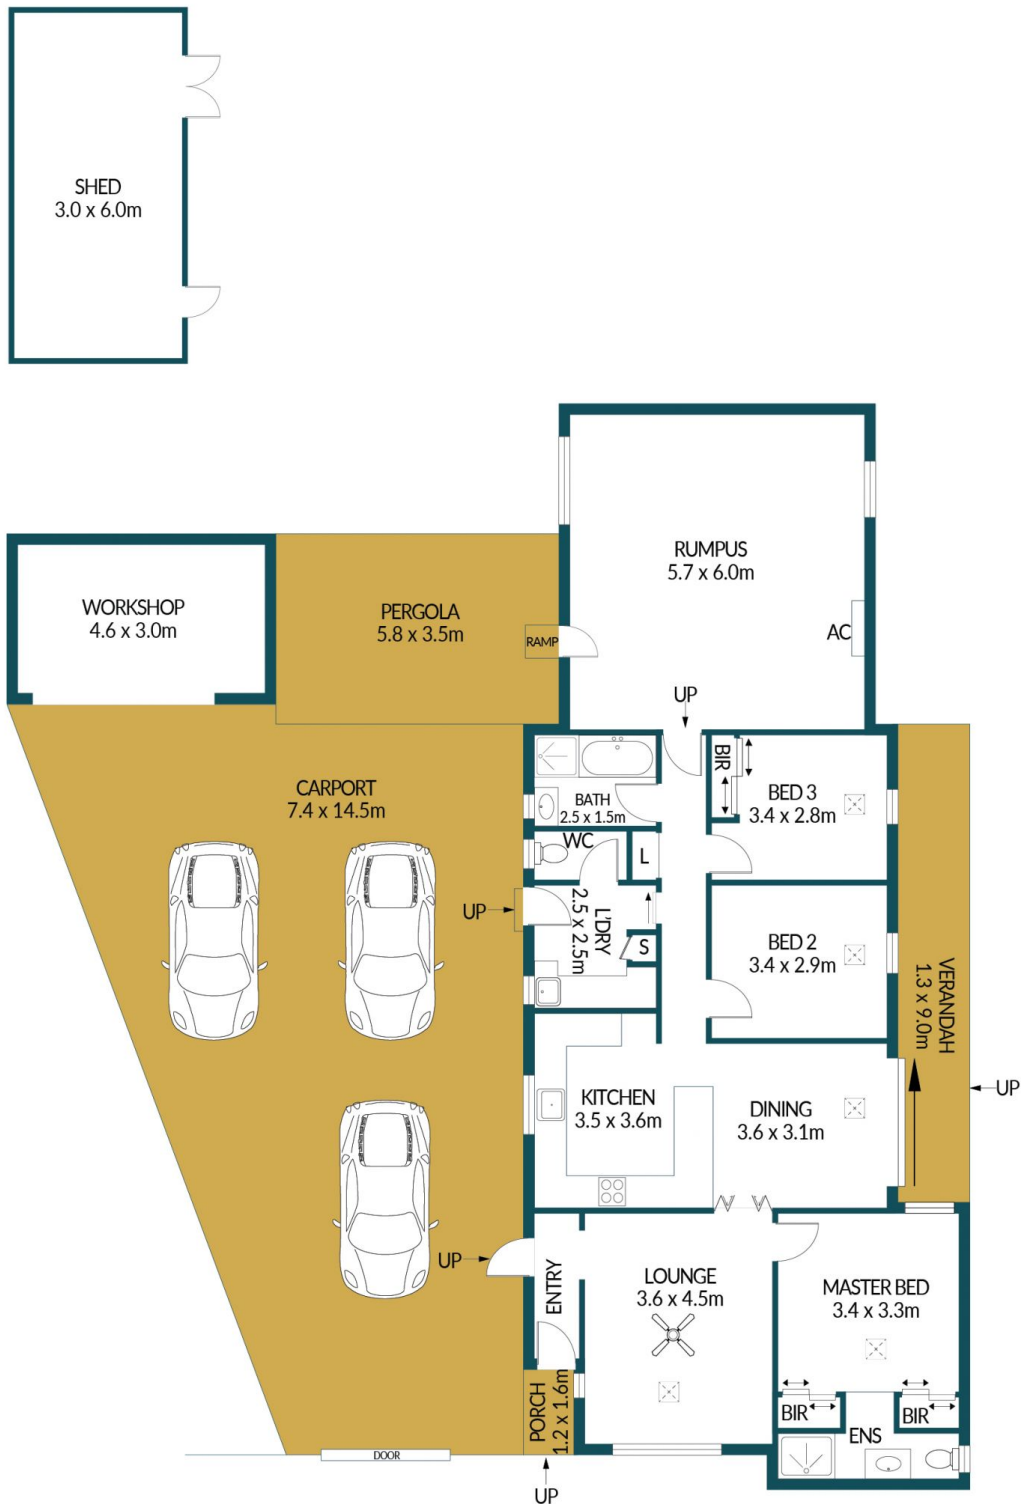 SHED
3.0 x 6.0m
RUMPUS
5.7 x 6.0m
AC
WORKSHOP
4.6 x 3.0m
PERGOLA
5.8 x 3.5m
RAMP
UP
CARPORT
7.4 x 14.5m
BATH
2.5 x 1.5m
BIR
BED 3
3.4 x 2.8m
WC
L
UP
L'DRY
2.5 x 2.5m
S
BED 2
3.4 x 2.9m
VERANDAH
1.3 x 9.0m
UP
KITCHEN
3.5 x 3.6m
DINING
3.6 x 3.1m
UP
ENTRY
LOUNGE
3.6 x 4.5m
MASTER BED
3.4 x 3.3m
PORCH
1.2 x 1.6m
BIR
BIR
ENS
DOOR
UP